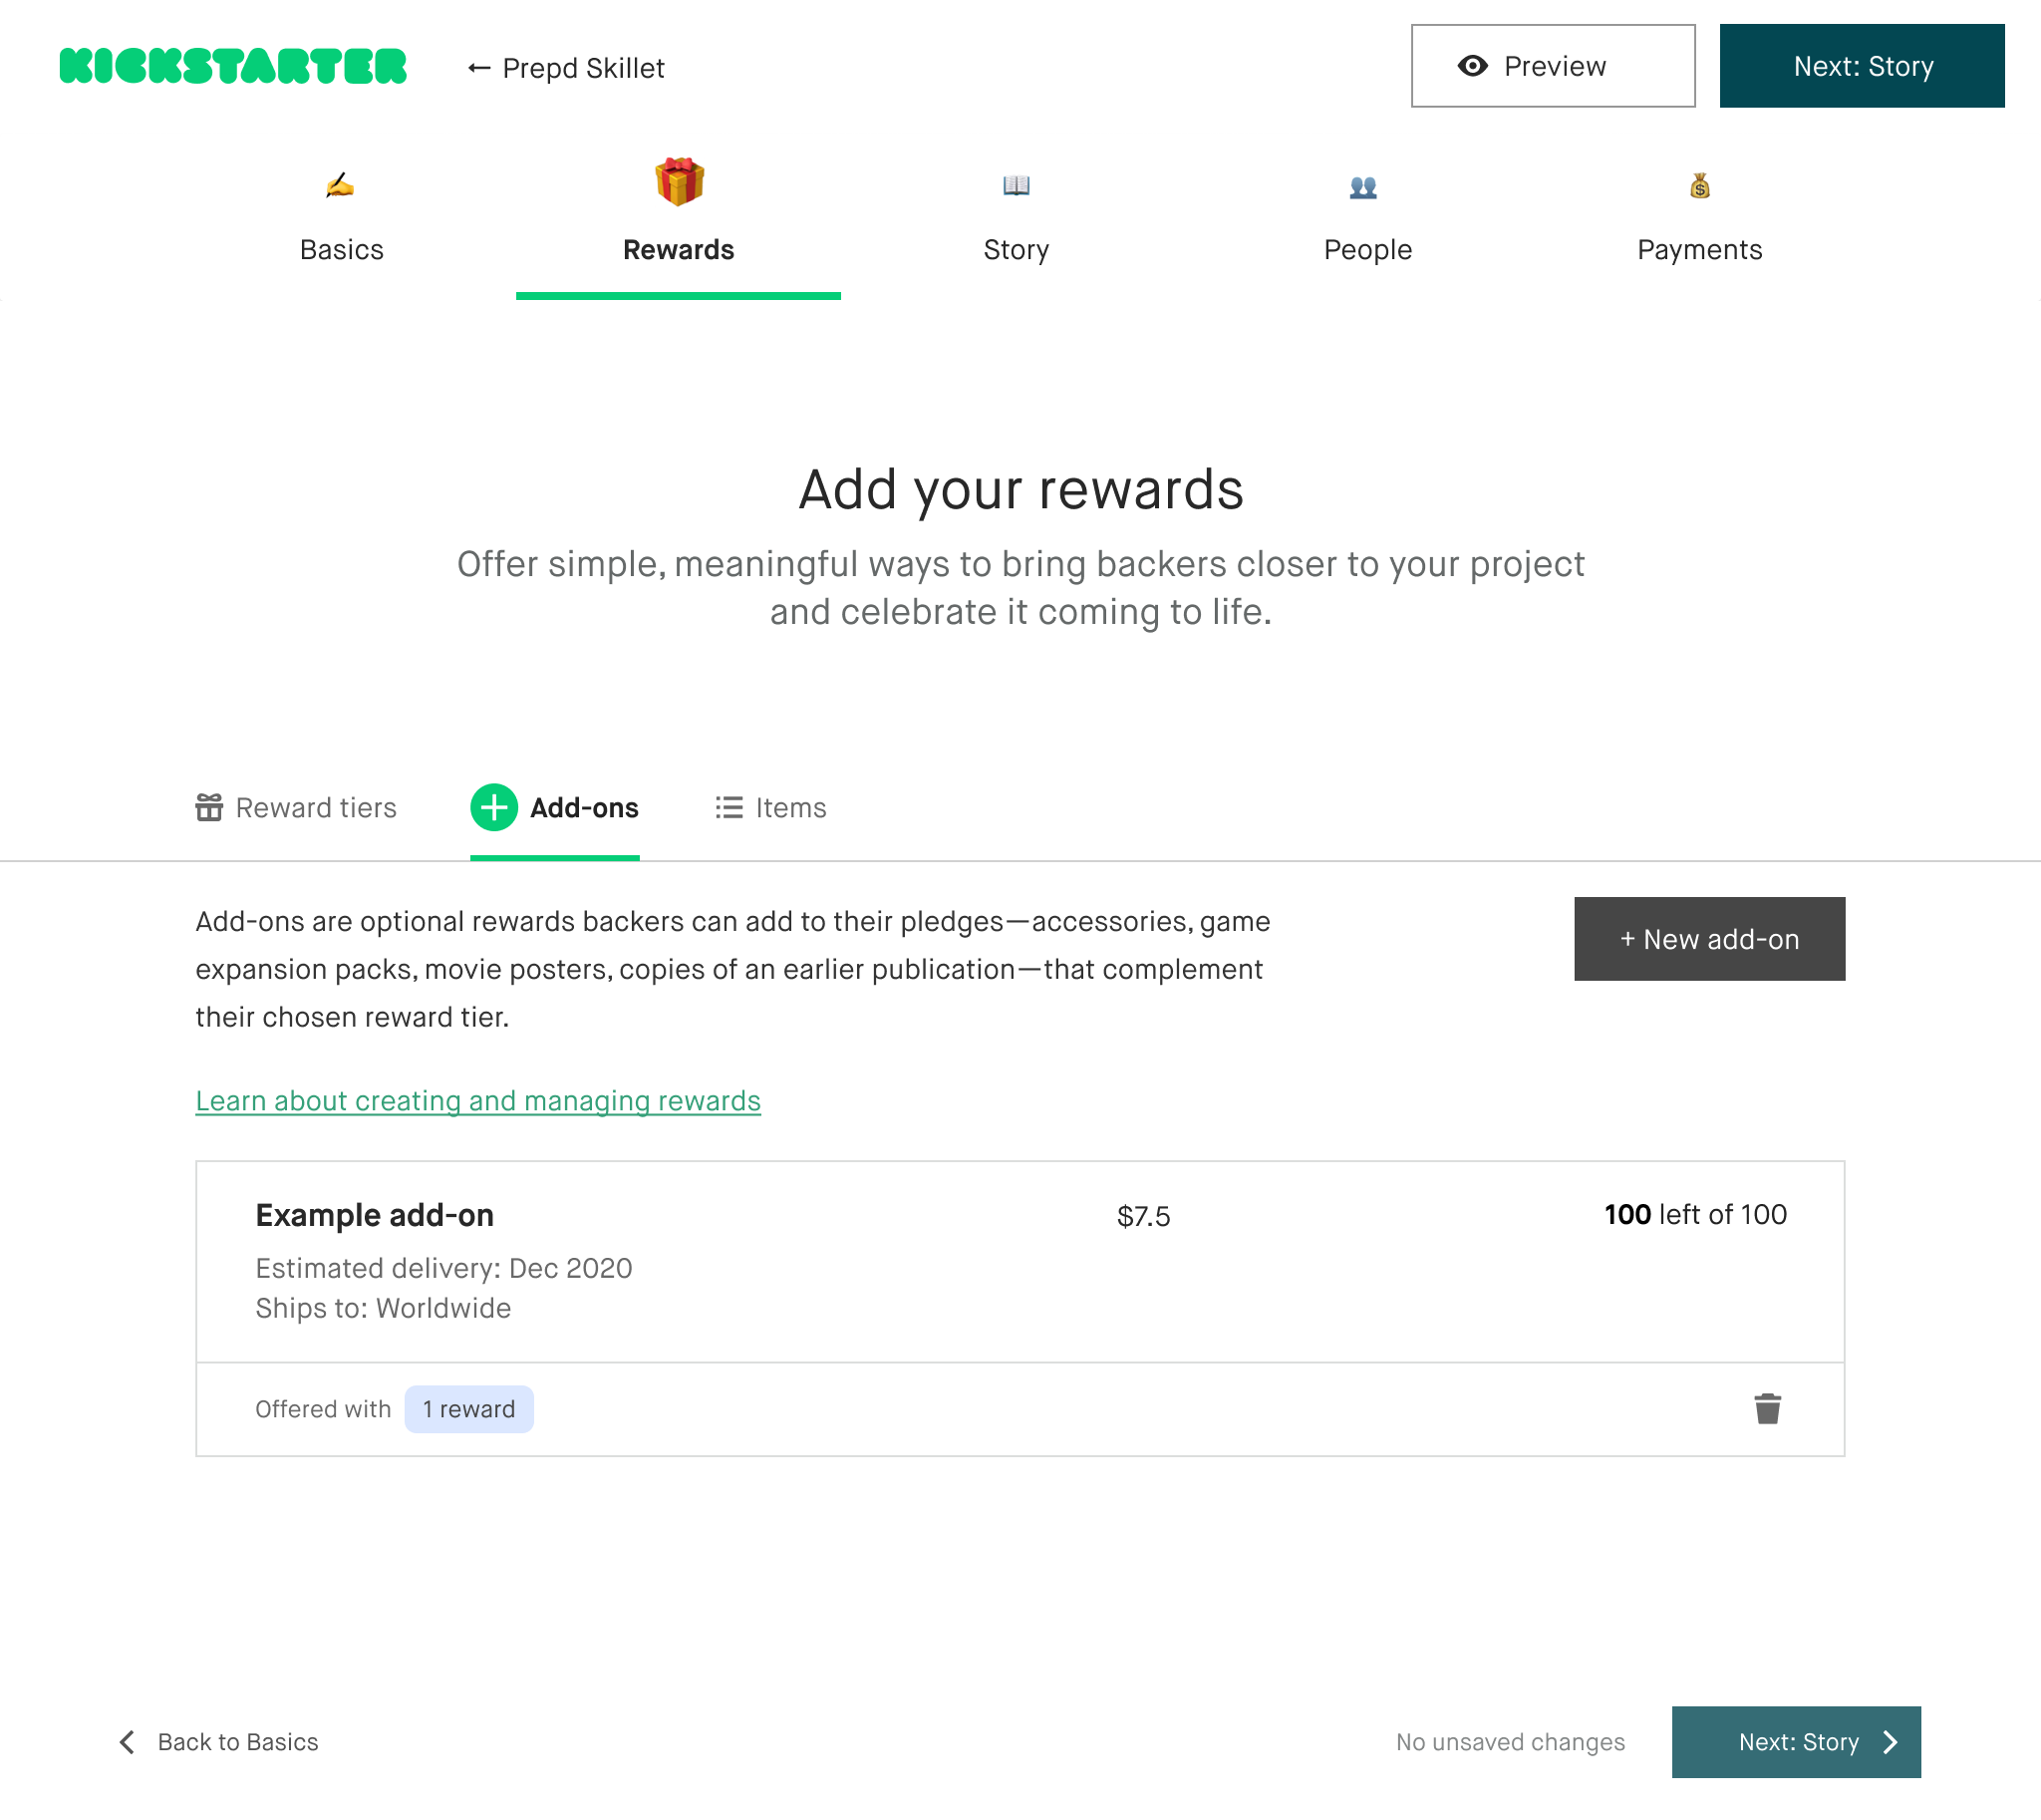 KICKSTARTER
← Prepd Skillet
Preview
Next: Story
Basics
Rewards
Story
People
Payments
Add your rewards
Offer simple, meaningful ways to bring backers closer to your project
and celebrate it coming to life.
Reward tiers
Add-ons
Items
Add-ons are optional rewards backers can add to their pledges—accessories, game
expansion packs, movie posters, copies of an earlier publication—that complement
their chosen reward tier.
+ New add-on
Learn about creating and managing rewards
Example add-on
$7.5
100 left of 100
Estimated delivery: Dec 2020
Ships to: Worldwide
Offered with 1 reward
Back to Basics
No unsaved changes
Next: Story